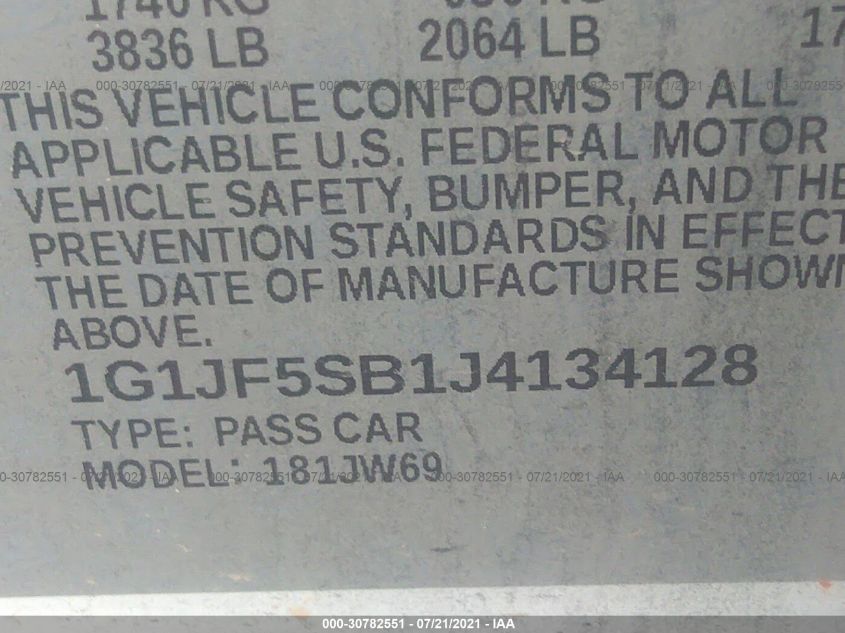 3836 LB 2064 LB 17
THIS VEHICLE CONFORMS TO ALL
APPLICABLE U.S. FEDERAL MOTOR
VEHICLE SAFETY, BUMPER, AND THE
PREVENTION STANDARDS IN EFFECT
THE DATE OF MANUFACTURE SHOWN
ABOVE.
1G1JF5SB1J4134128
TYPE: PASS CAR
MODEL: 181JW69
000-30782551 - 07/21/2021 - IAA